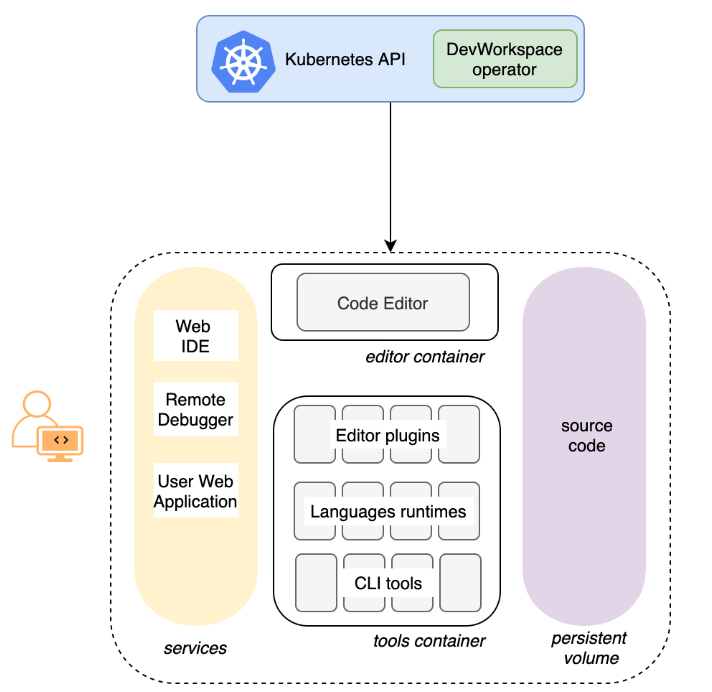 Kubernetes API
DevWorkspace
operator
Code Editor
editor container
Web
IDE
Remote
Debugger
User Web
Application
services
Editor plugins
Languages runtimes
CLI tools
tools container
source
code
persistent
volume
<>